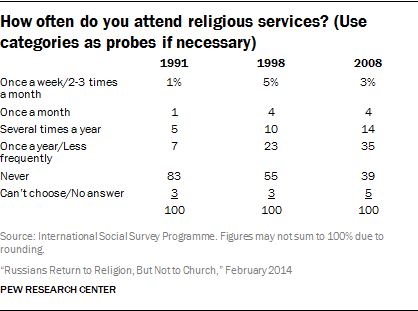 How often do you attend religious services? (Use
categories as probes if necessary)
1991 1998 2008
Once a week/2-3 times
a month 1% 5% 3%
Once a month 1 4 4
Several times a year 5 10 14
Once a year/Less
frequently 7 23 35
Never 83 55 39
Can't choose/No answer 3 3 5
100 100 100
Source: International Social Survey Programme. Figures may not sum to 100% due to
rounding.
“Russians Return to Religion, But Not to Church,” February 2014
PEW RESEARCH CENTER